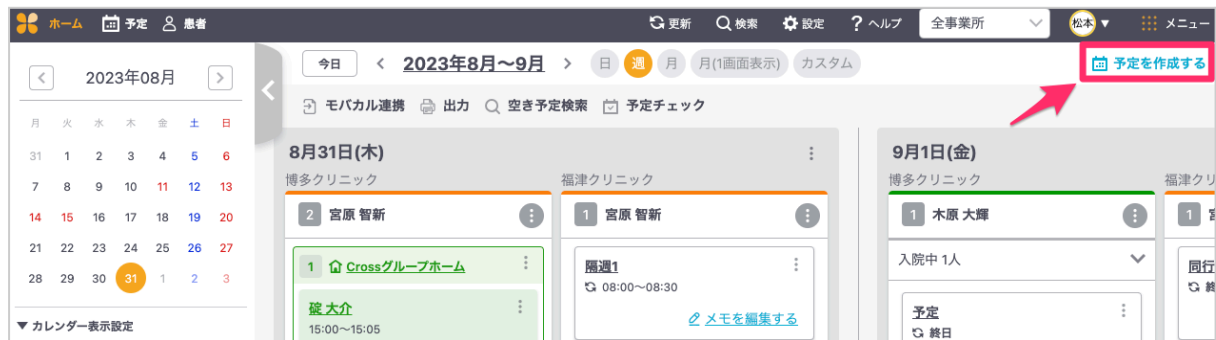 ホーム 予定 患者 更新 検索 設定 ? ヘルプ 全事業所 松本▼ メニュー
2023年08月
月 火 水 木 金 土 日
31 1 2 3 4 5 6
7 8 9 10 11 12 13
14 15 16 17 18 19 20
21 22 23 24 25 26 27
28 29 30 31 1 2 3
▼ カレンダー表示設定
今日 < 2023年8月〜9月 > 日 週 月 月(1画面表示) カスタム
予定を作成する
モバカル連携 出力 空き予定検索 予定チェック
8月31日(木)
博多クリニック
2 宮原 智新
1 Crossグループホーム
碇 大介
15:00〜15:05
福津クリニック
1 宮原 智新
隔週1
08:00〜08:30
メモを編集する
9月1日(金)
博多クリニック
1 木原 大輝
入院中 1人
予定
終日
福津クリ
1
同行